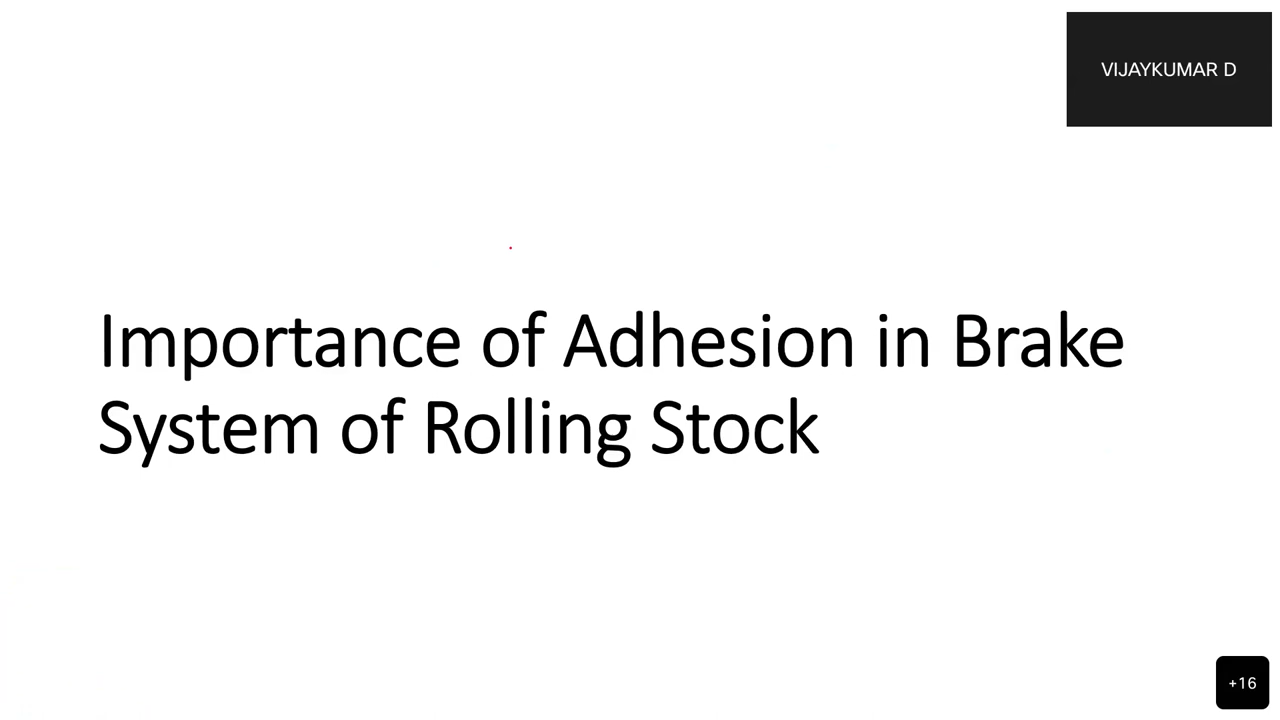 VIJAYKUMAR D
Importance of Adhesion in Brake
System of Rolling Stock
+16